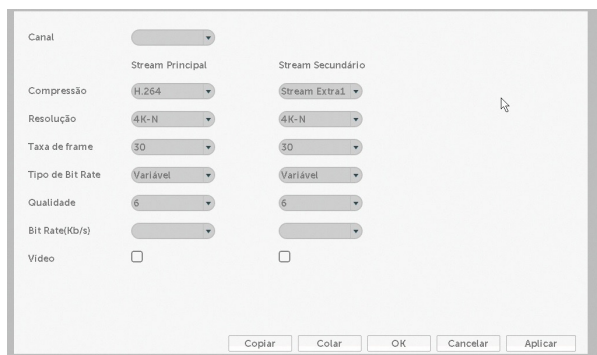 Canal
Stream Principal Stream Secundário
Compressão H.264 Stream Extra1
Resolução 4K-N 4K-N
Taxa de frame 30 30
Tipo de Bit Rate Variável Variável
Qualidade 6 6
Bit Rate(Kb/s)
Vídeo
Copiar Colar OK Cancelar Aplicar